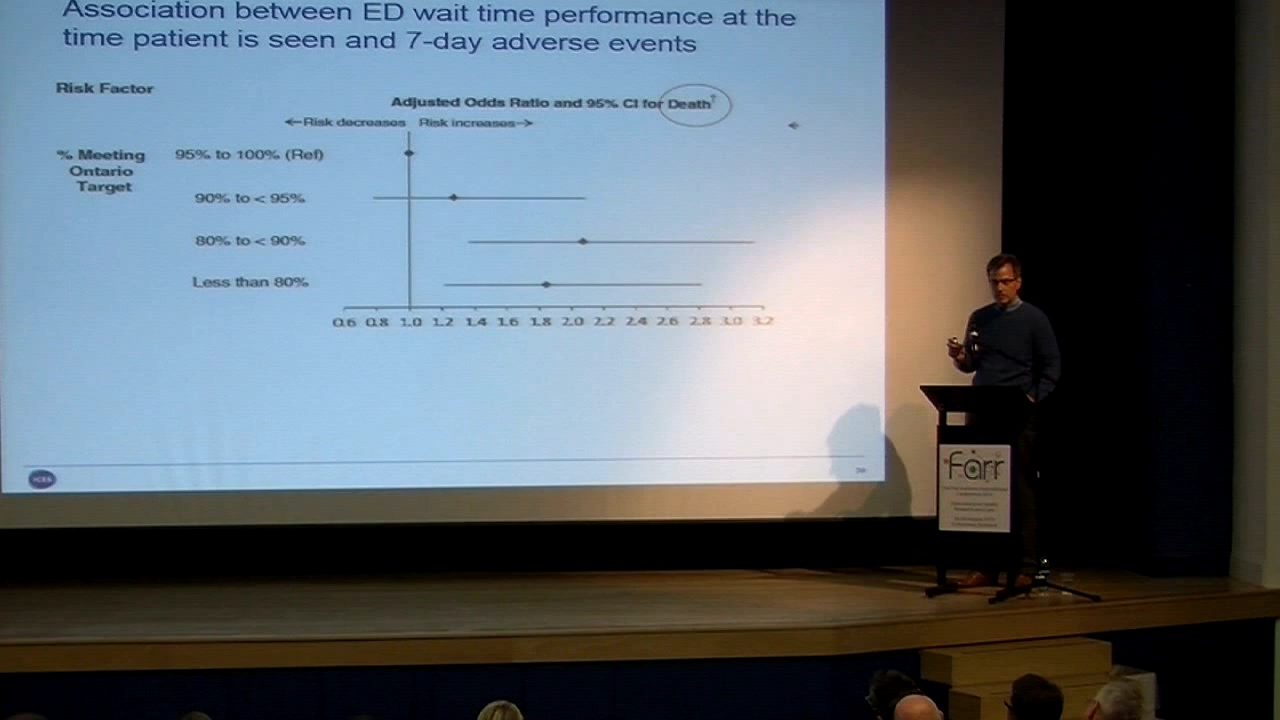 Association between ED wait time performance at the
time patient is seen and 7-day adverse events
Risk Factor
Adjusted Odds Ratio and 95% CI for Death†
←Risk decreases Risk increases→
% Meeting
Ontario
Target
95% to 100% (Ref)
90% to < 95%
80% to < 90%
Less than 80%
0.6 0.8 1.0 1.2 1.4 1.6 1.8 2.0 2.2 2.4 2.6 2.8 3.0 3.2
ICES
farr